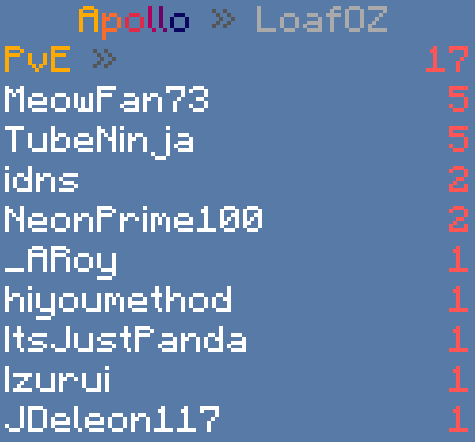 Apollo » LoafOZ
PvE » 17
MeowFan73 5
TubeNinja 5
idns 2
NeonPrime100 2
_ARoy 1
hiyoumethod 1
ItsJustPanda 1
Izurui 1
JDeleon117 1